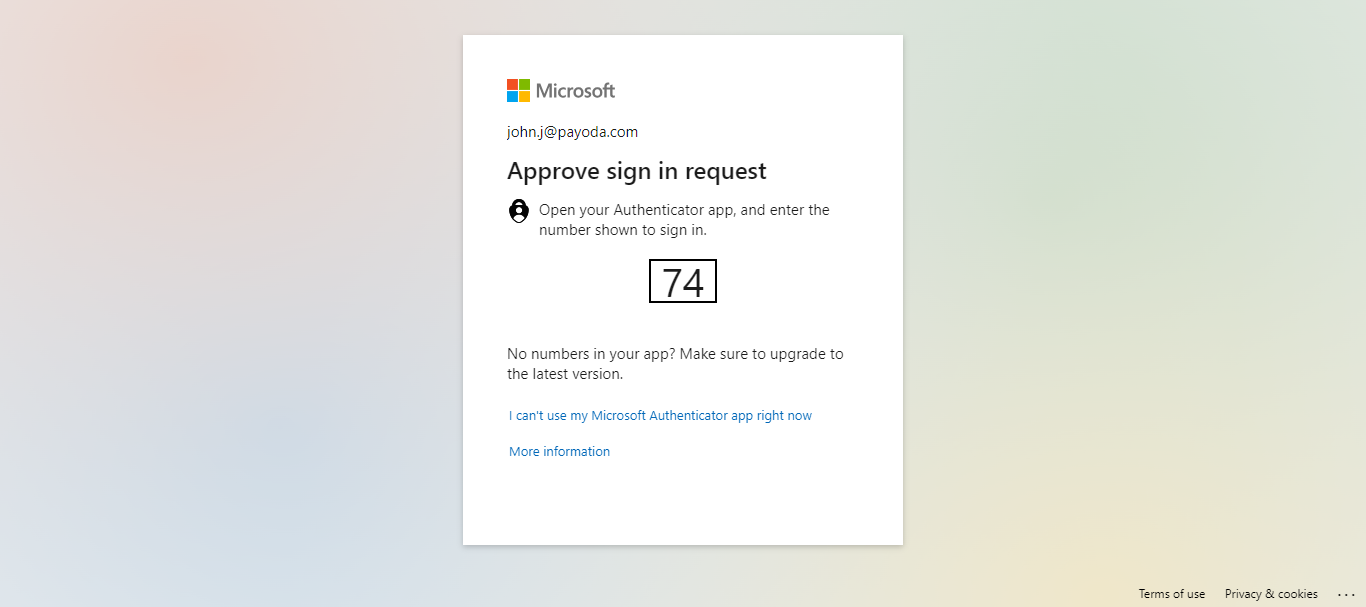 Microsoft
john.j@payoda.com
Approve sign in request
Open your Authenticator app, and enter the
number shown to sign in.
74
No numbers in your app? Make sure to upgrade to
the latest version.
I can't use my Microsoft Authenticator app right now
More information
Terms of use Privacy & cookies ...